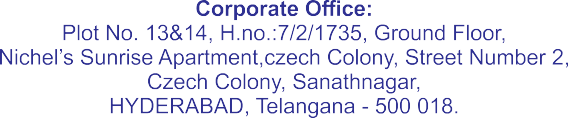 Corporate Office:
Plot No. 13&14, H.no.:7/2/1735, Ground Floor,
Nichel’s Sunrise Apartment,czech Colony, Street Number 2,
Czech Colony, Sanathnagar,
HYDERABAD, Telangana - 500 018.